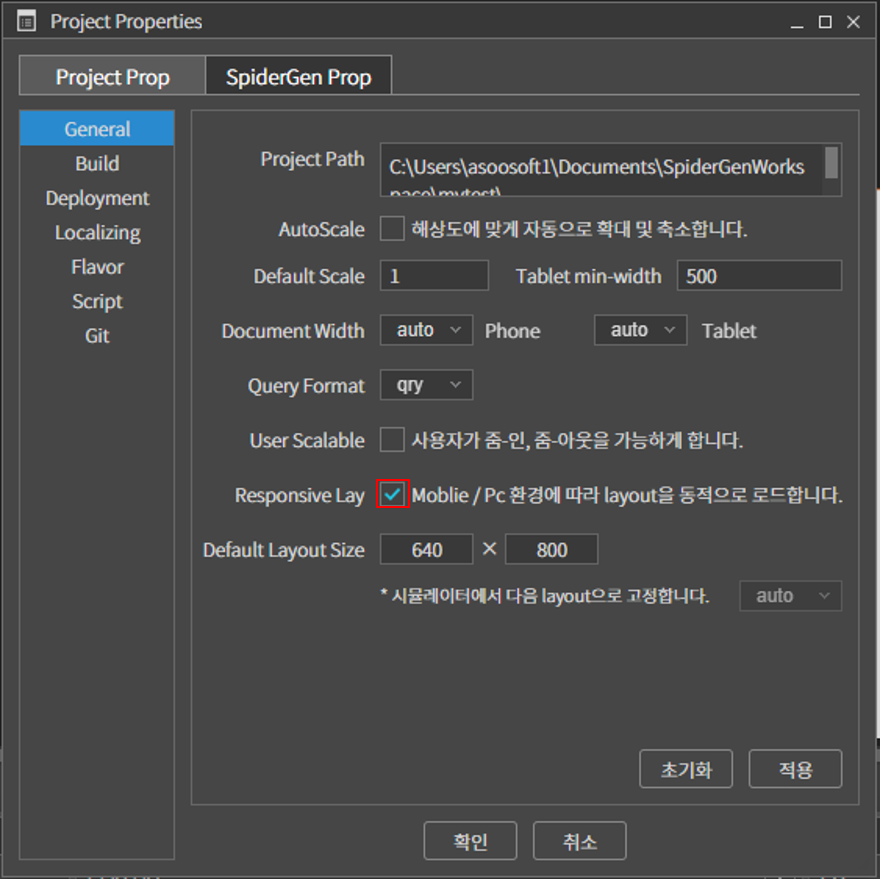 Project Properties
Project Prop
SpiderGen Prop
General
Build
Deployment
Localizing
Flavor
Script
Git
Project Path
C:\Users\asoosoft1\Documents\SpiderGenWorks
pace\mytest\
AutoScale
해상도에 맞게 자동으로 확대 및 축소합니다.
Default Scale 1 Tablet min-width 500
Document Width auto Phone auto Tablet
Query Format qry
User Scalable 사용자가 줌-인, 줌-아웃을 가능하게 합니다.
Responsive Lay Moblie / Pc 환경에 따라 layout을 동적으로 로드합니다.
Default Layout Size 640 × 800
* 시뮬레이터에서 다음 layout으로 고정합니다. auto
초기화 적용
확인 취소